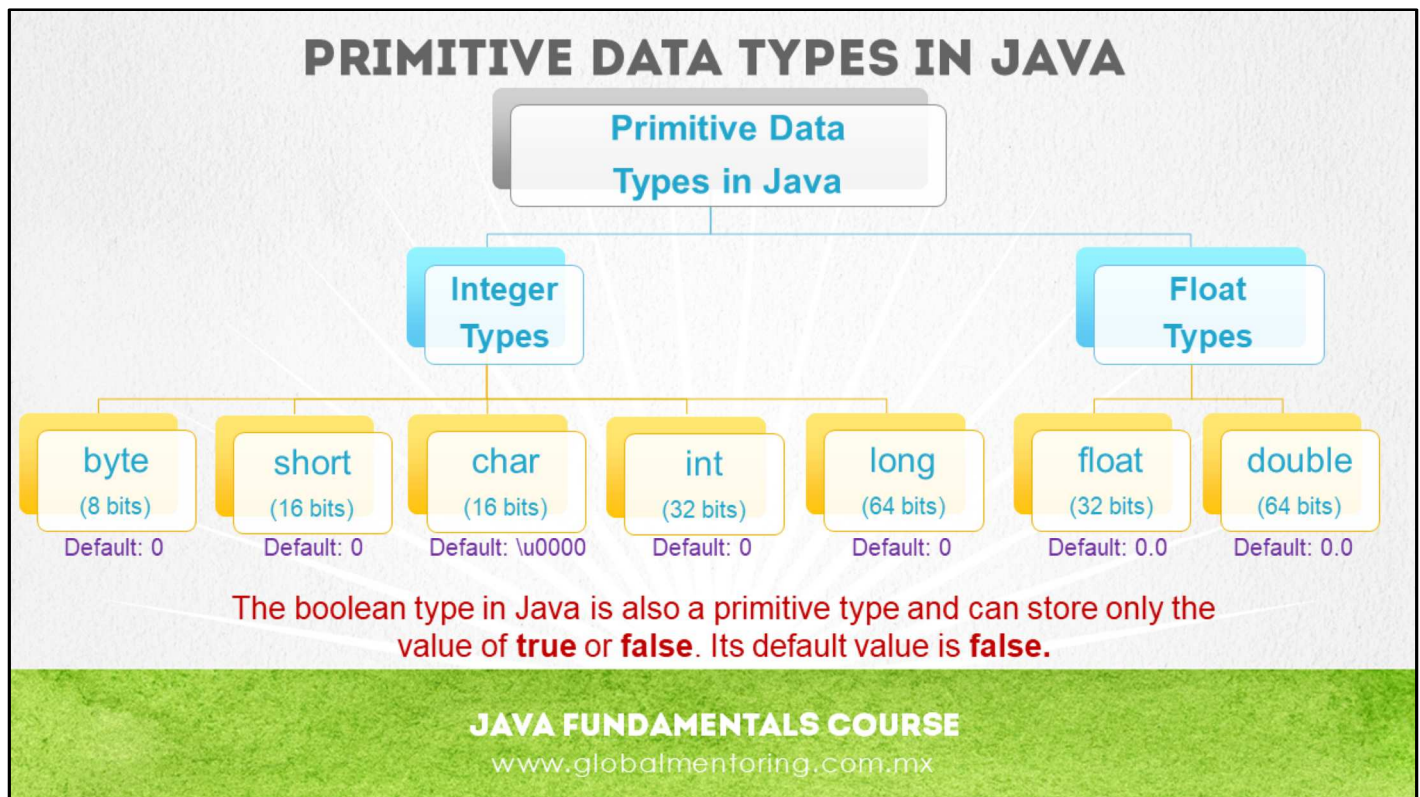 PRIMITIVE DATA TYPES IN JAVA
Primitive Data
Types in Java
Integer
Types
Float
Types
byte
(8 bits)
Default: 0
short
(16 bits)
Default: 0
char
(16 bits)
Default: \u0000
int
(32 bits)
Default: 0
long
(64 bits)
Default: 0
float
(32 bits)
Default: 0.0
double
(64 bits)
Default: 0.0
The boolean type in Java is also a primitive type and can store only the
value of true or false. Its default value is false.
JAVA FUNDAMENTALS COURSE
www.globalmentoring.com.mx